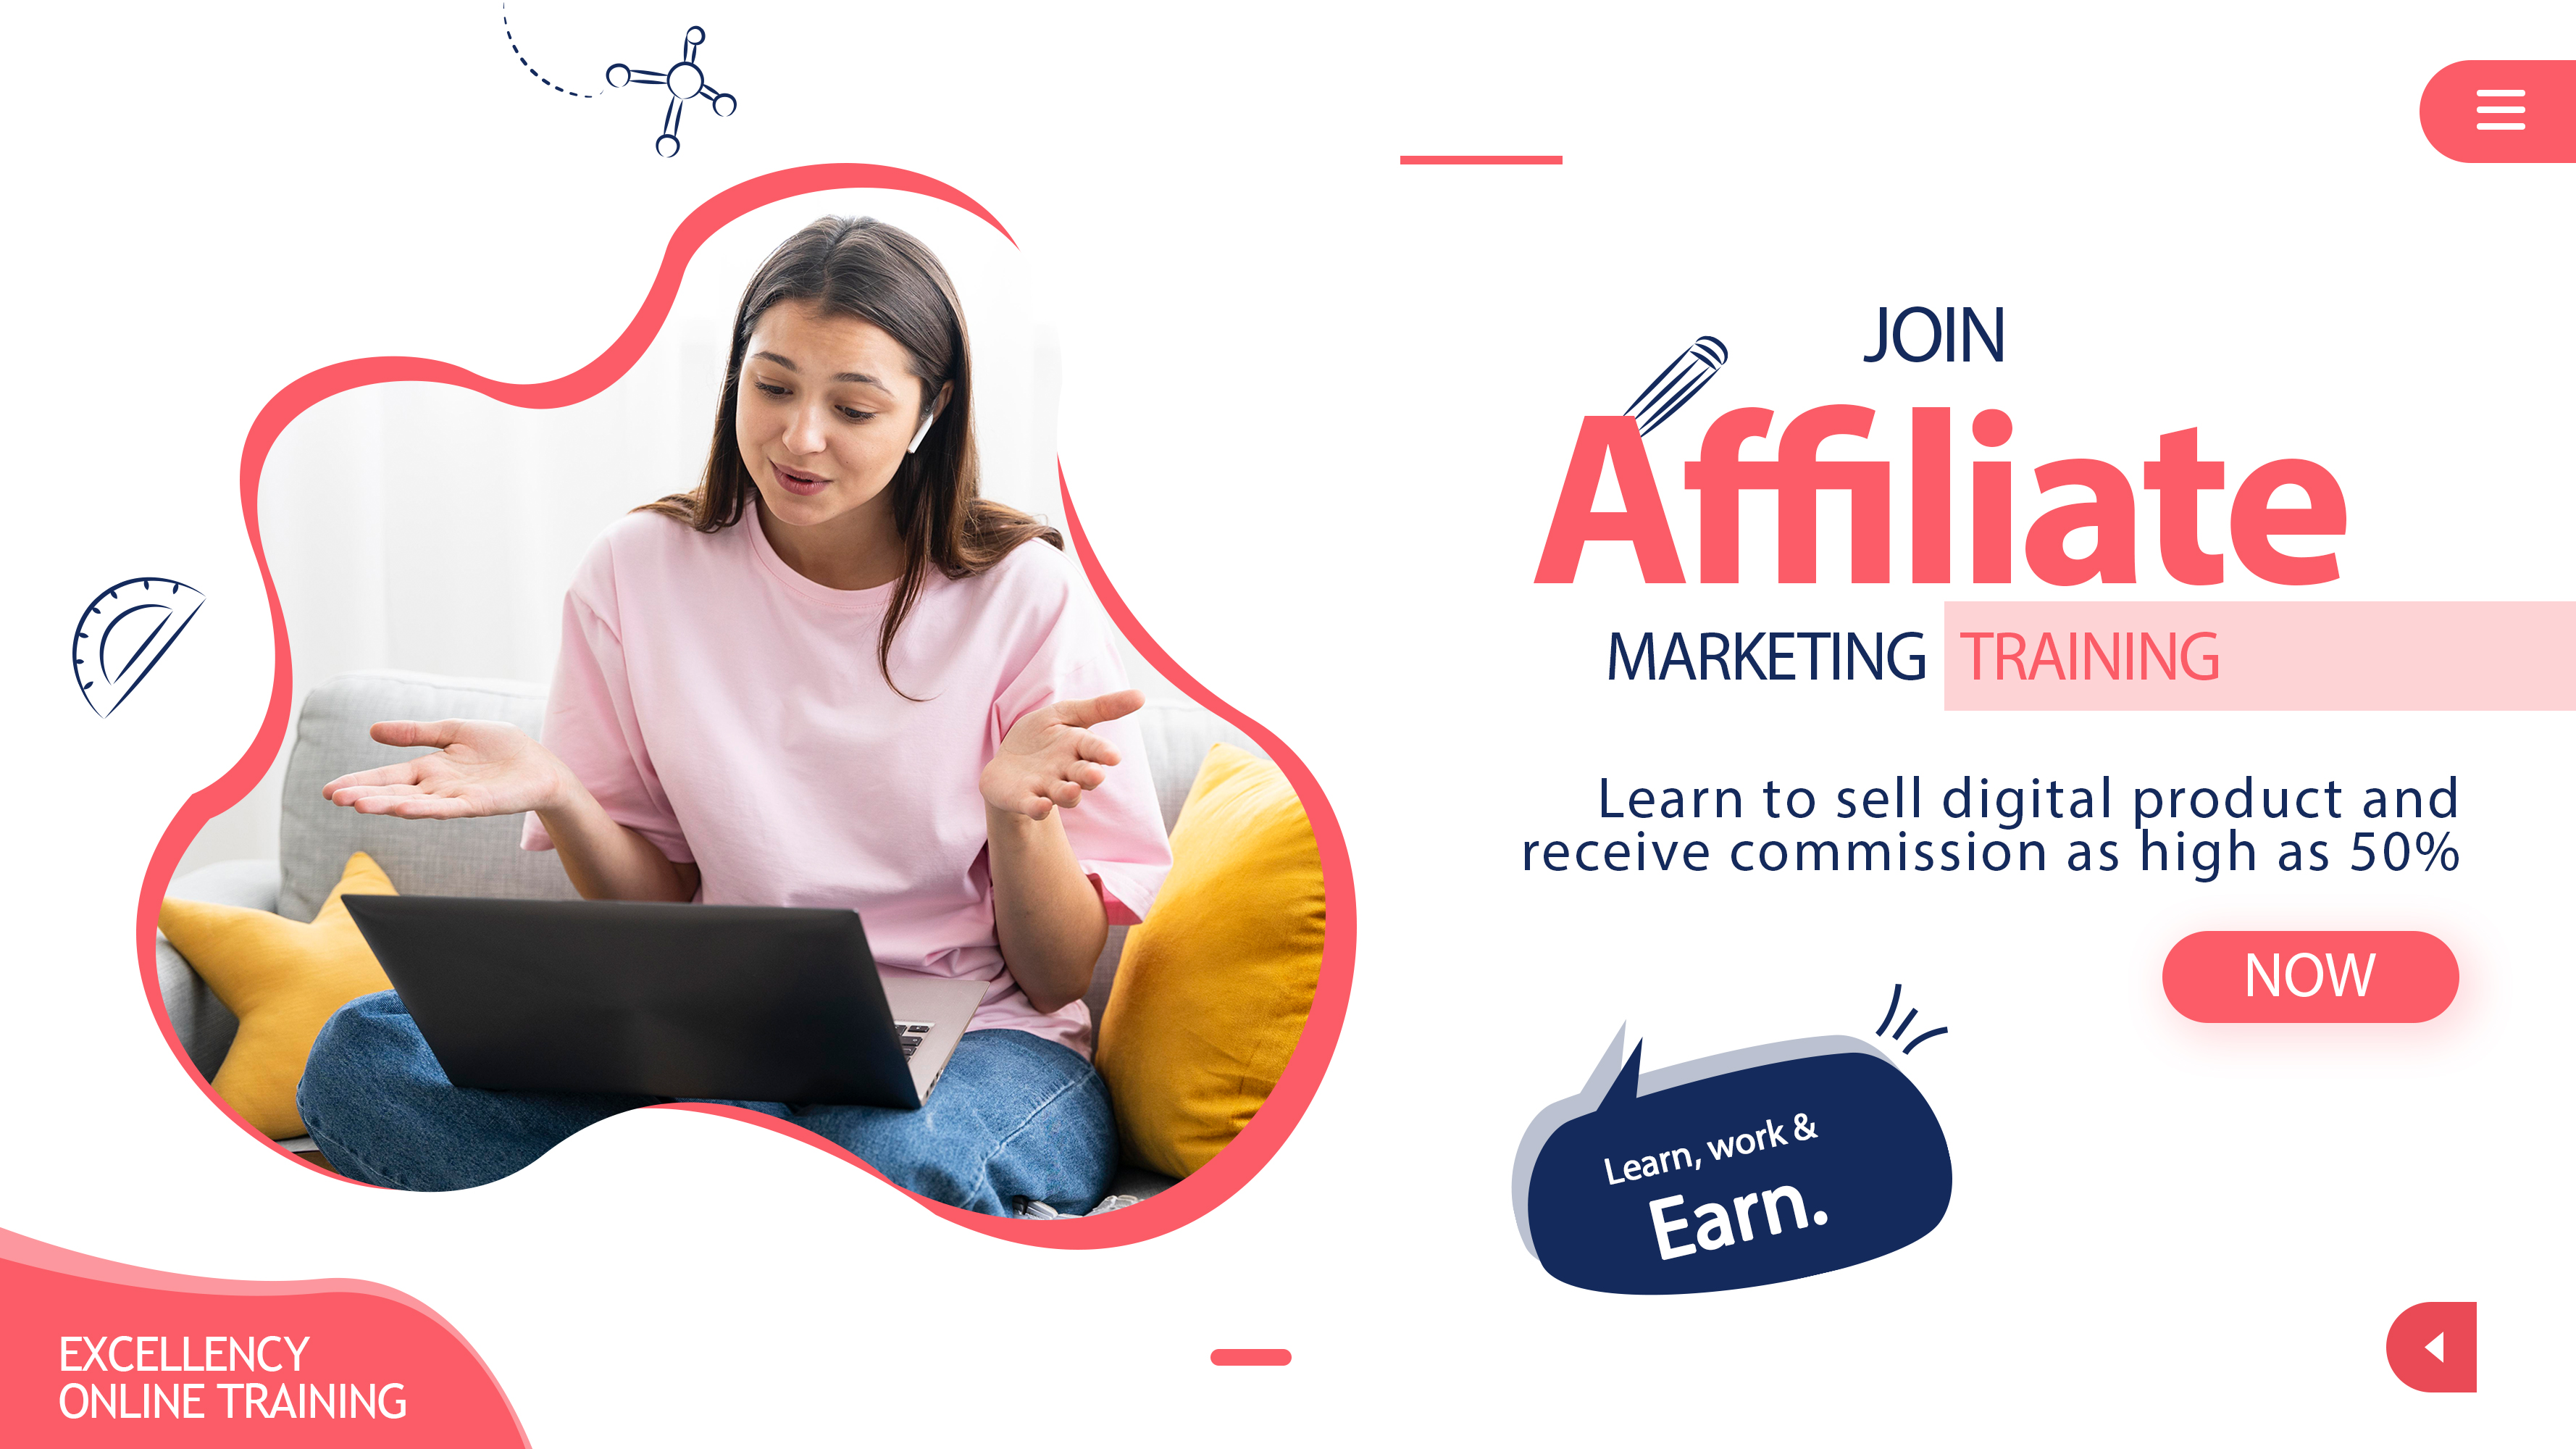 JOIN
Affiliate
MARKETING TRAINING
Learn to sell digital product and
receive commission as high as 50%
NOW
Learn, work &
Earn.
EXCELLENCY
ONLINE TRAINING